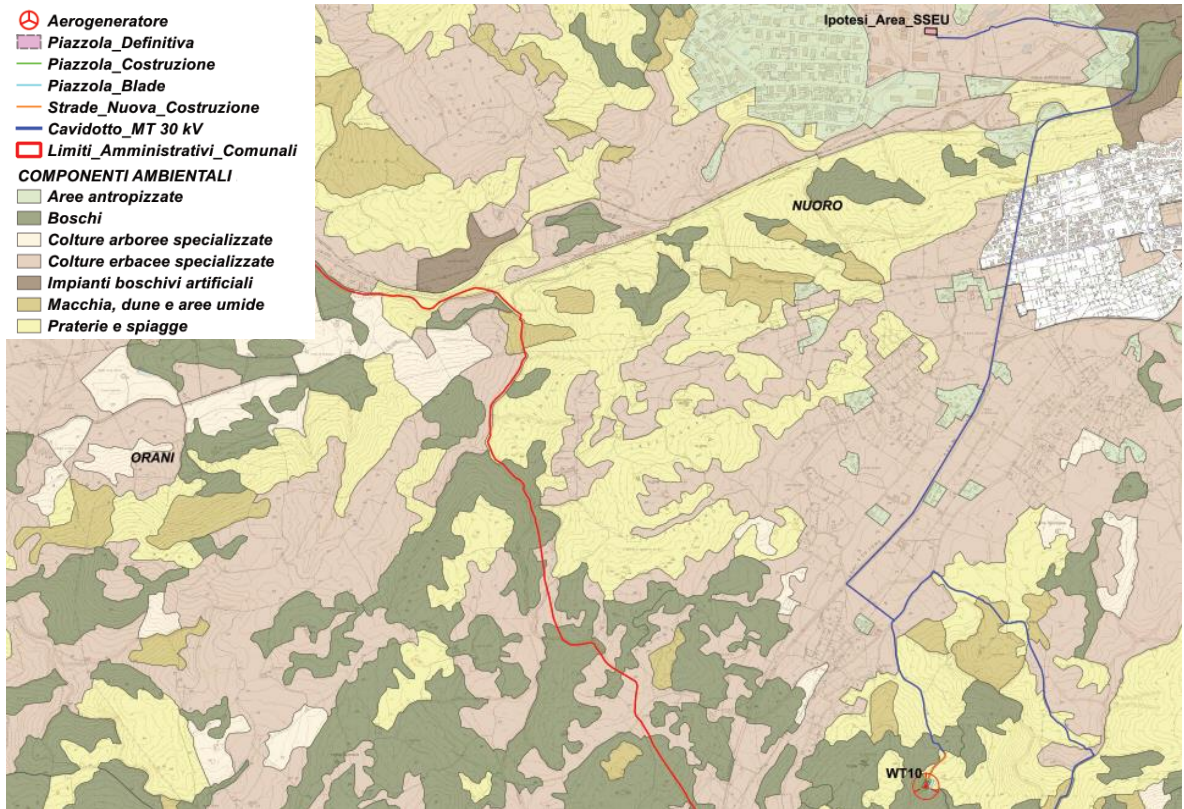 Aerogeneratore
Piazzola_Definitiva
Piazzola_Costruzione
Piazzola_Blade
Strade_Nuova_Costruzione
Cavidotto_MT 30 kV
Limiti_Amministrativi_Comunali
COMPONENTI AMBIENTALI
Aree antropizzate
Boschi
Colture arboree specializzate
Colture erbacee specializzate
Impianti boschivi artificiali
Macchia, dune e aree umide
Praterie e spiagge
Ipotesi_Area_SSEU
NUORO
ORANI
WT10